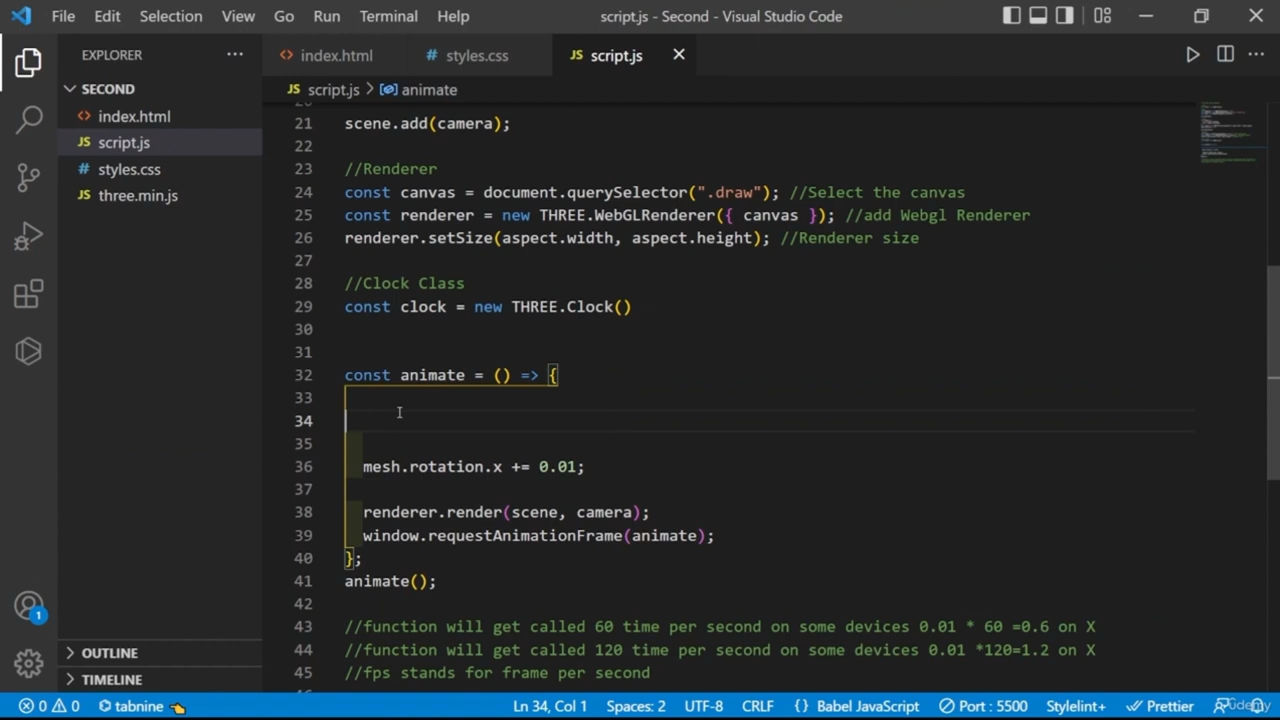 File Edit Selection View Go Run Terminal Help script.js - Second - Visual Studio Code
EXPLORER
SECOND
index.html
script.js
styles.css
three.min.js
OUTLINE
TIMELINE
index.html # styles.css JS script.js
JS script.js > animate
21 scene.add(camera);
22
23 //Renderer
24 const canvas = document.querySelector(".draw"); //Select the canvas
25 const renderer = new THREE.WebGLRenderer({ canvas }); //add Webgl Renderer
26 renderer.setSize(aspect.width, aspect.height); //Renderer size
27
28 //Clock Class
29 const clock = new THREE.Clock()
30
31
32 const animate = () => {
33
34
35
36 mesh.rotation.x += 0.01;
37
38 renderer.render(scene, camera);
39 window.requestAnimationFrame(animate);
40 };
41 animate();
42
43 //function will get called 60 time per second on some devices 0.01 * 60 =0.6 on X
44 //function will get called 120 time per second on some devices 0.01 *120=1.2 on X
45 //fps stands for frame per second
1
0 0 tabnine Ln 34, Col 1 Spaces: 2 UTF-8 CRLF {} Babel JavaScript Port : 5500 Stylelint+ Prettier
Udemy